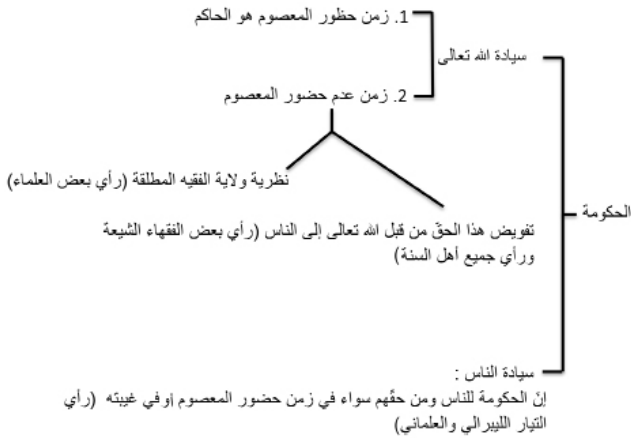 1. زمن حظور المعصوم هو الحاكم
سيادة الله تعالى
2. زمن عدم حضور المعصوم
نظرية ولاية الفقيه المطلقة (رأي بعض العلماء)
الحكومة
تفويض هذا الحقّ من قبل الله تعالى إلى الناس (رأي بعض الفقهاء الشيعة
ورأي جميع أهل السنة)
سيادة الناس :
إنّ الحكومة للناس ومن حقّهم سواء في زمن حضور المعصوم إوفي غيبته (رأي
التيار الليبرالي والعلماني)